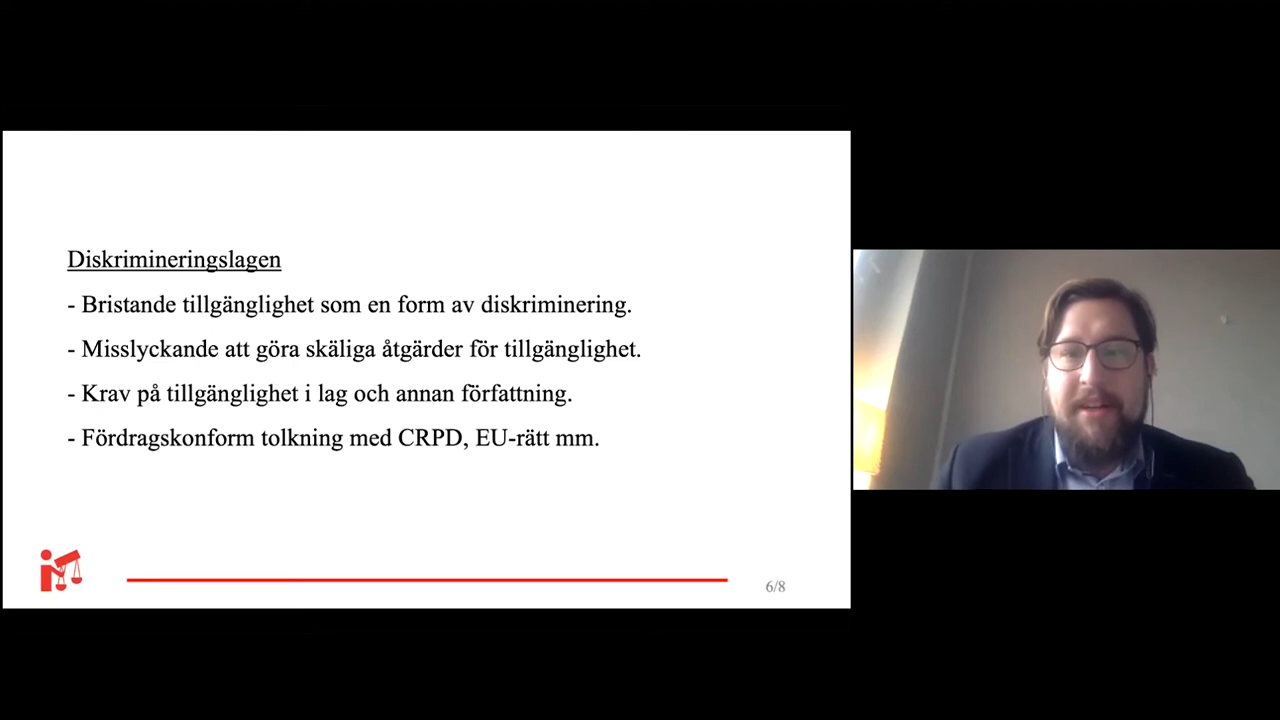 Diskrimineringslagen
- Bristande tillgänglighet som en form av diskriminering.
- Misslyckande att göra skäliga åtgärder för tillgänglighet.
- Krav på tillgänglighet i lag och annan författning.
- Fördragskonform tolkning med CRPD, EU-rätt mm.
6/8